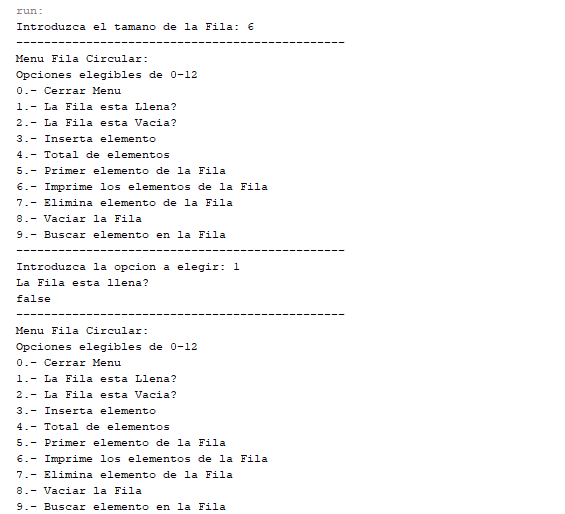 run:
Introduzca el tamano de la Fila: 6
-----------------------------------------------
Menu Fila Circular:
Opciones elegibles de 0-12
0.- Cerrar Menu
1.- La Fila esta Llena?
2.- La Fila esta Vacia?
3.- Inserta elemento
4.- Total de elementos
5.- Primer elemento de la Fila
6.- Imprime los elementos de la Fila
7.- Elimina elemento de la Fila
8.- Vaciar la Fila
9.- Buscar elemento en la Fila
-----------------------------------------------
Introduzca la opcion a elegir: 1
La Fila esta llena?
false
-----------------------------------------------
Menu Fila Circular:
Opciones elegibles de 0-12
0.- Cerrar Menu
1.- La Fila esta Llena?
2.- La Fila esta Vacia?
3.- Inserta elemento
4.- Total de elementos
5.- Primer elemento de la Fila
6.- Imprime los elementos de la Fila
7.- Elimina elemento de la Fila
8.- Vaciar la Fila
9.- Buscar elemento en la Fila